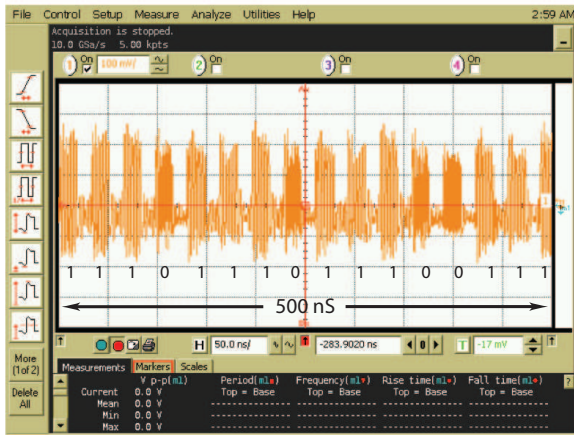 File Control Setup Measure Analyze Utilities Help 2:59 AM
Acquisition is stopped.
10.0 GSa/s 5.00 kpts
1 On 100 mV/ 2 On 3 On 4 On
1 1 1 0 1 1 1 0 1 1 1 0 0 1 1 1
500 nS
H 50.0 ns/ -283.9020 ns 0 T -17 mV
More
(1of 2)
Delete
All
Measurements Markers Scales
V p-p(m1) Period(m1) Frequency(m1) Rise time(m1) Fall time(m1) ?
Current 0.0 V Top = Base Top = Base Top = Base Top = Base
Mean 0.0 V ---------------- ---------------- ---------------- ----------------
Min 0.0 V ---------------- ---------------- ---------------- ----------------
Max 0.0 V ---------------- ---------------- ---------------- ----------------